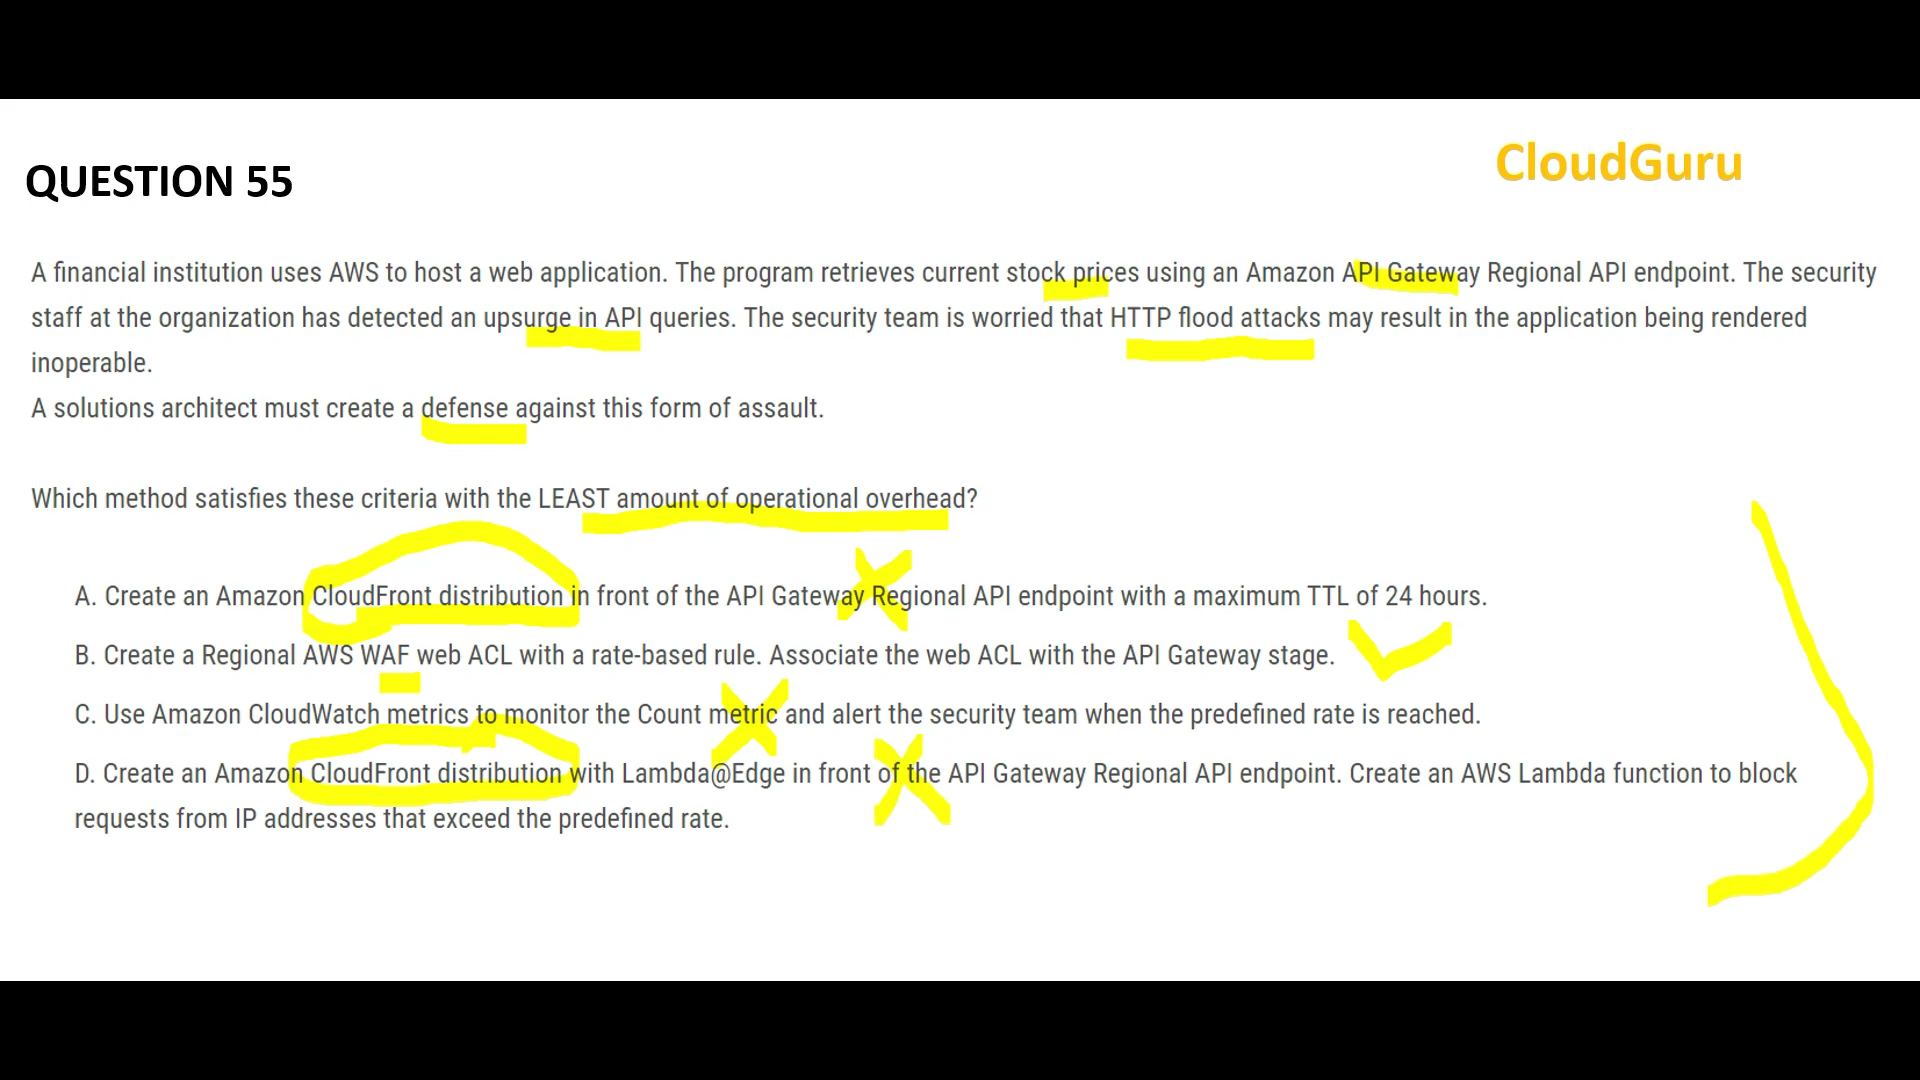 CloudGuru
QUESTION 55
A financial institution uses AWS to host a web application. The program retrieves current stock prices using an Amazon API Gateway Regional API endpoint. The security
staff at the organization has detected an upsurge in API queries. The security team is worried that HTTP flood attacks may result in the application being rendered
inoperable.
A solutions architect must create a defense against this form of assault.
Which method satisfies these criteria with the LEAST amount of operational overhead?
A. Create an Amazon CloudFront distribution in front of the API Gateway Regional API endpoint with a maximum TTL of 24 hours.
B. Create a Regional AWS WAF web ACL with a rate-based rule. Associate the web ACL with the API Gateway stage.
C. Use Amazon CloudWatch metrics to monitor the Count metric and alert the security team when the predefined rate is reached.
D. Create an Amazon CloudFront distribution with Lambda@Edge in front of the API Gateway Regional API endpoint. Create an AWS Lambda function to block
requests from IP addresses that exceed the predefined rate.